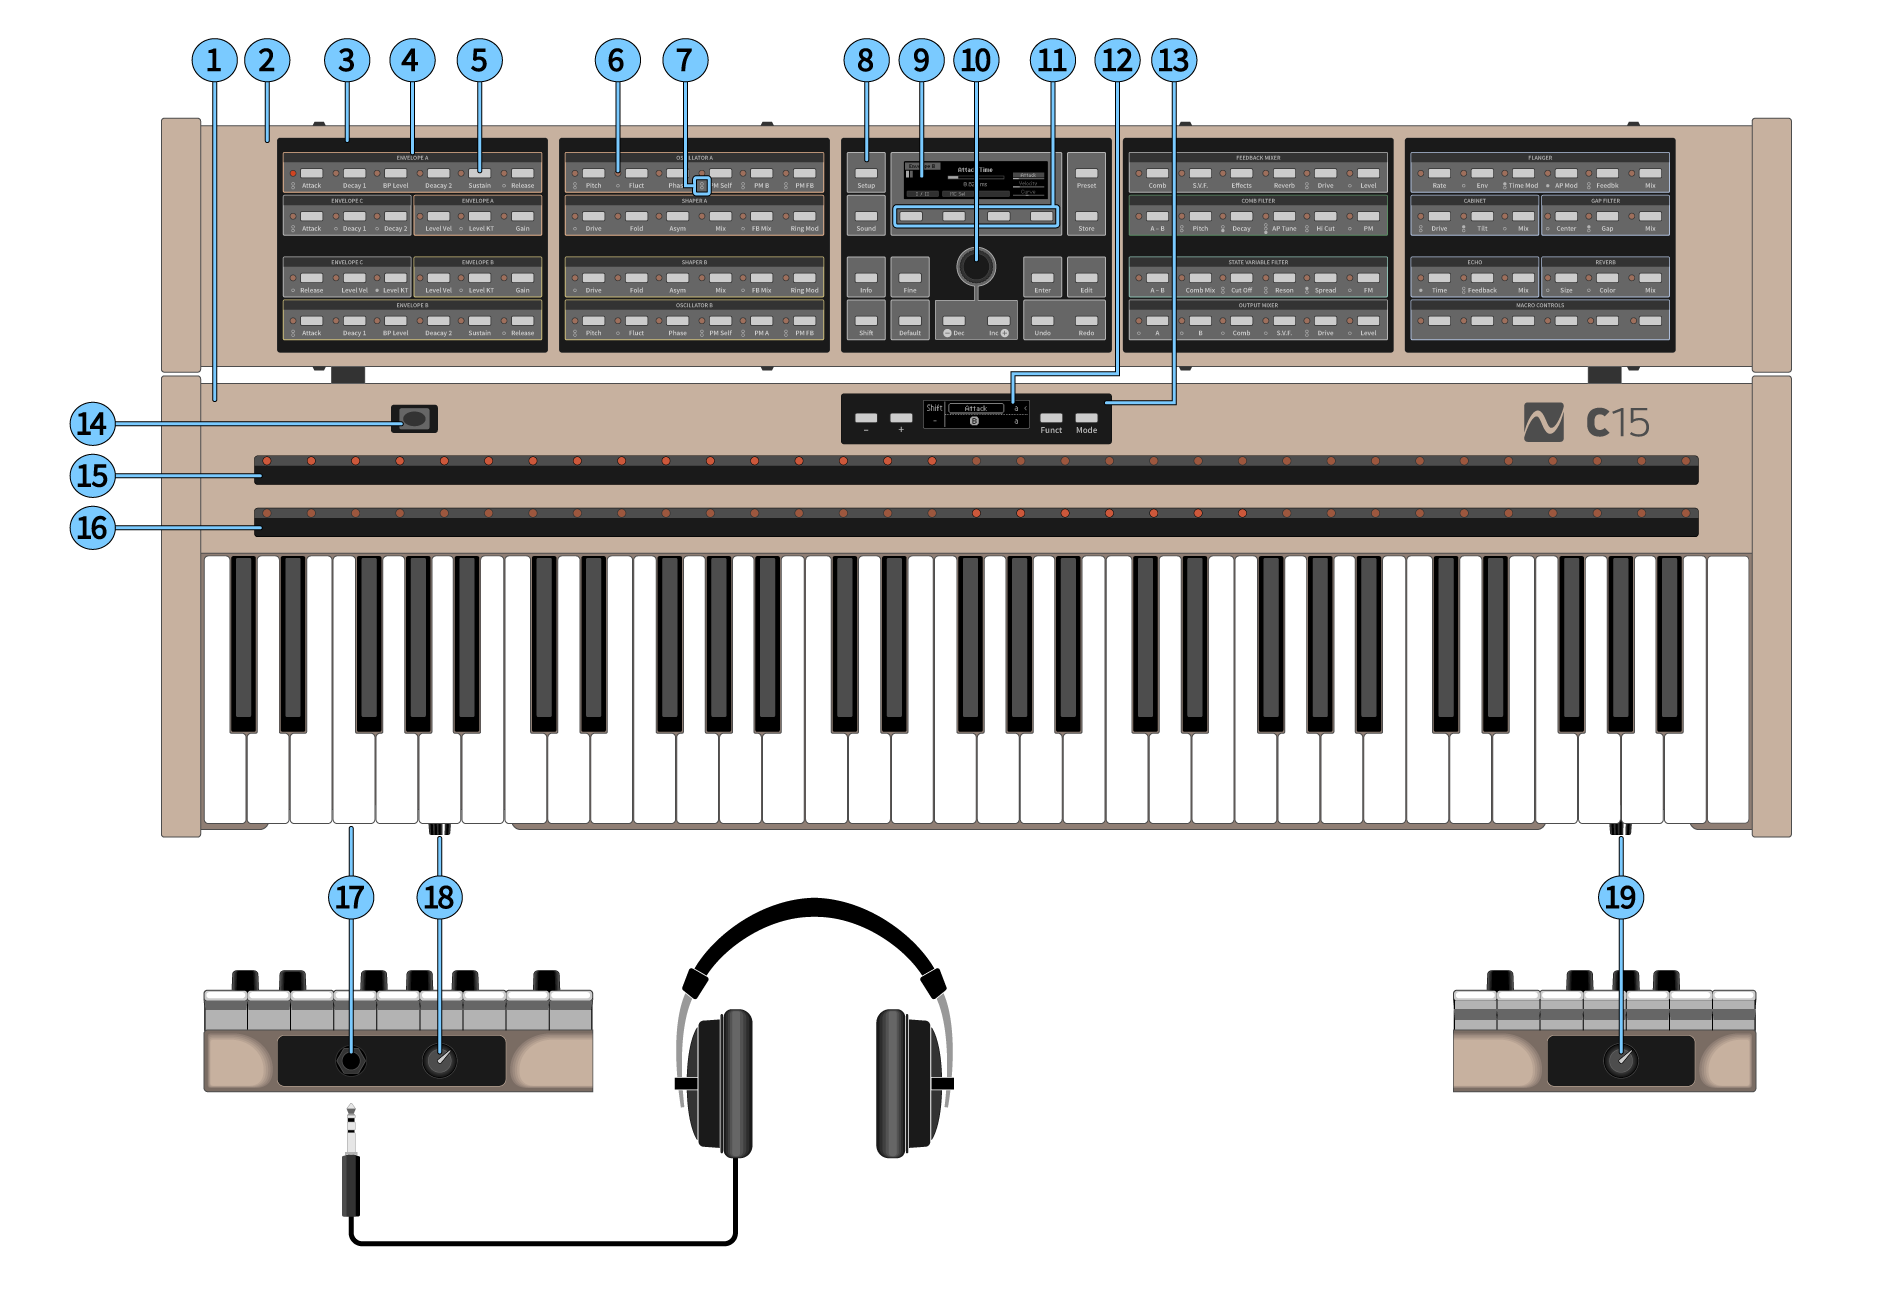 1 2 3 4 5 6 7 8 9 10 11 12 13
ENVELOPE A
Attack Decay 1 BP Level Deacay 2 Sustain Release
ENVELOPE C ENVELOPE A
Attack Deacy 1 Decay 2 Level Vel Level KT Gain
ENVELOPE C ENVELOPE B
Release Level Vel Level KT Level Vel Level KT Gain
ENVELOPE B
Attack Decay 1 BP Level Deacay 2 Sustain Release
OSCILLATOR A
Pitch Fluct Phase PM Self PM B PM FB
SHAPER A
Drive Fold Asym Mix FB Mix Ring Mod
SHAPER B
Drive Fold Asym Mix FB Mix Ring Mod
OSCILLATOR B
Pitch Fluct Phase PM Self PM A PM FB
Setup
Envelope B
Attack Time
Attack
Velocity
Curve
Preset
Sound Store
Info Fine Enter Edit
Shift Default Dec Inc Undo Redo
FEEDBACK MIXER
Comb S.V.F. Effects Reverb Drive Level
COMB FILTER
A – B Pitch Decay AP Tune Hi Cut PM
STATE VARIABLE FILTER
A – B Comb Mix Cut Off Reson Spread FM
OUTPUT MIXER
A B Comb S.V.F. Drive Level
FLANGER
Rate Env Time Mod AP Mod Feedbk Mix
CABINET GAP FILTER
Drive Tilt Mix Center Gap Mix
ECHO REVERB
Time Feedback Mix Size Color Mix
MACRO CONTROLS
14
– +
Shift Attack a <
– B a
Funct Mode
C15
15
16
17 18 19